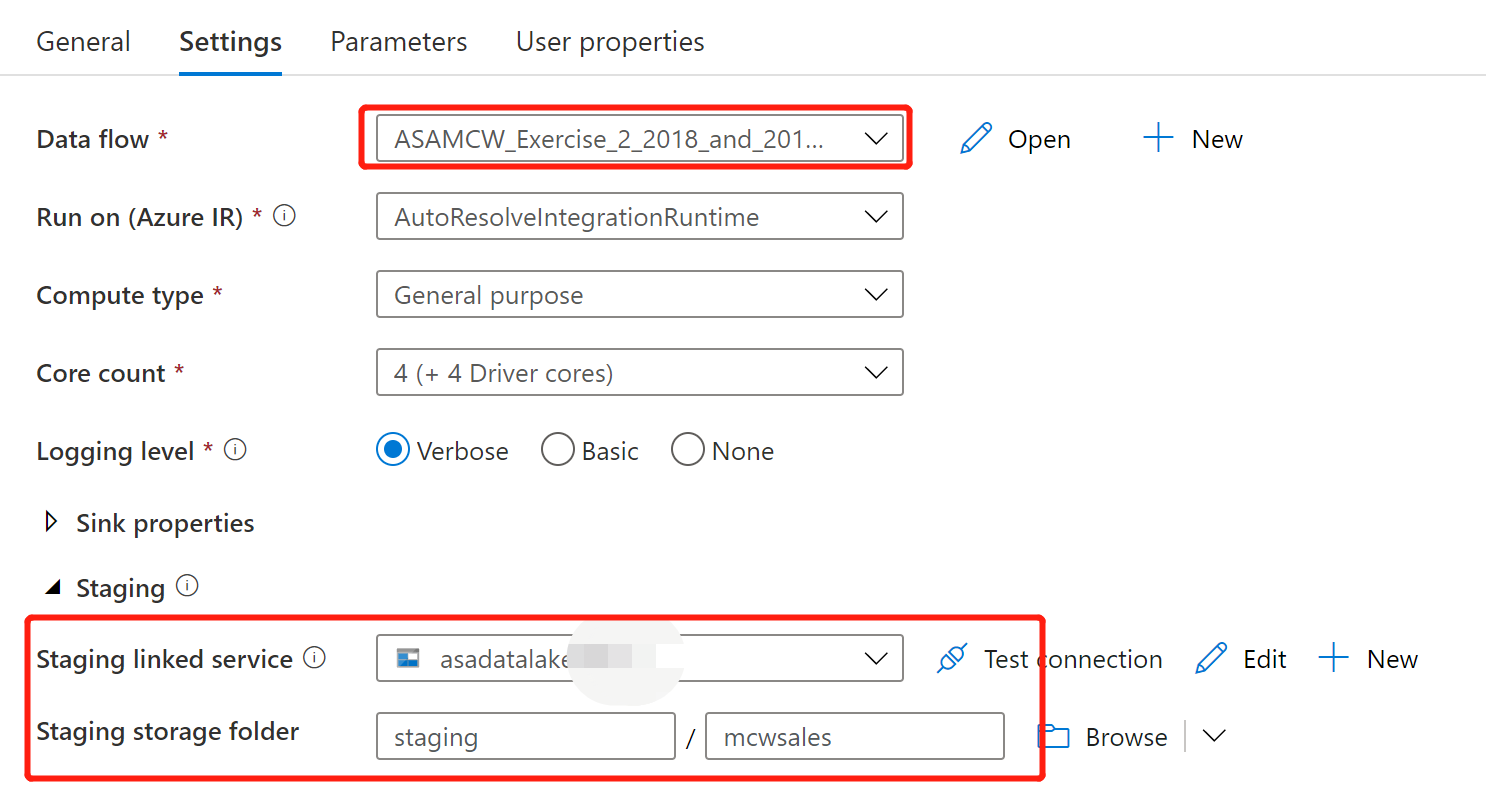 General Settings Parameters User properties
Data flow * ASAMCW_Exercise_2_2018_and_201... Open New
Run on (Azure IR) * AutoResolveIntegrationRuntime
Compute type * General purpose
Core count * 4 (+ 4 Driver cores)
Logging level * Verbose Basic None
Sink properties
Staging
Staging linked service asadatalake Test connection Edit New
Staging storage folder staging / mcwsales Browse